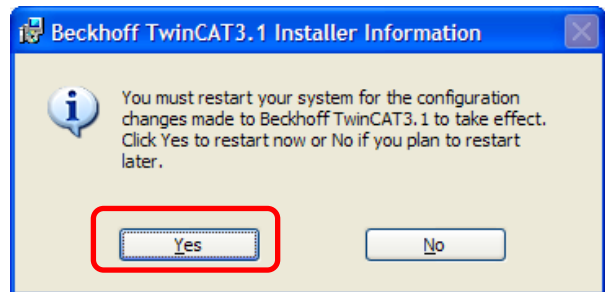 Beckhoff TwinCAT3.1 Installer Information
You must restart your system for the configuration
changes made to Beckhoff TwinCAT3.1 to take effect.
Click Yes to restart now or No if you plan to restart
later.
Yes
No